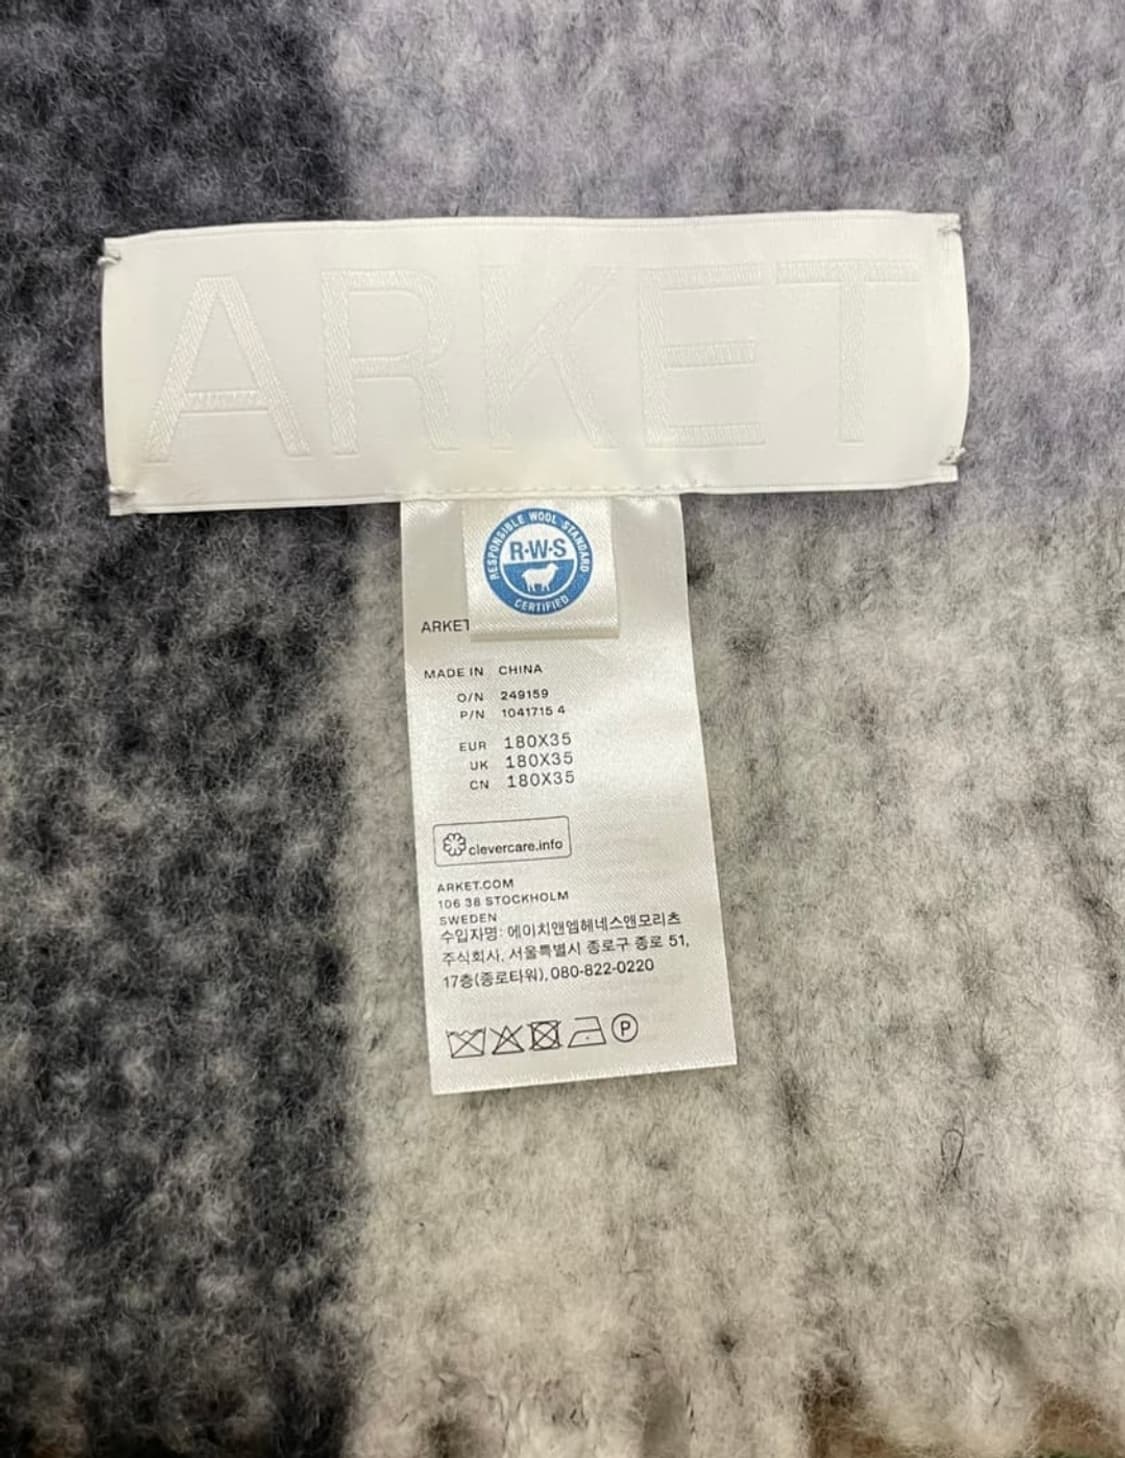 ARKET
RESPONSIBLE WOOL STANDARD
R·W·S
CERTIFIED
ARKET
MADE IN CHINA
O/N 249159
P/N 1041715 4
EUR 180X35
UK 180X35
CN 180X35
clevercare.info
ARKET.COM
106 38 STOCKHOLM
SWEDEN
수입자명: 에이치앤엠헤네스앤모리츠
주식회사, 서울특별시 종로구 종로 51,
17층(종로타워), 080-822-0220
P